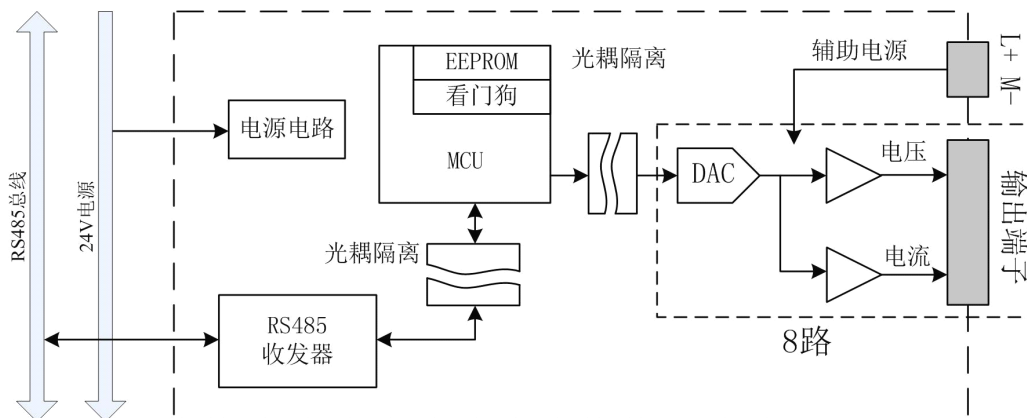 RS485总线
24V电源
电源电路
EEPROM
看门狗
MCU
光耦隔离
光耦隔离
RS485
收发器
DAC
辅助电源
L+ M-
电压
电流
输出端子
8路